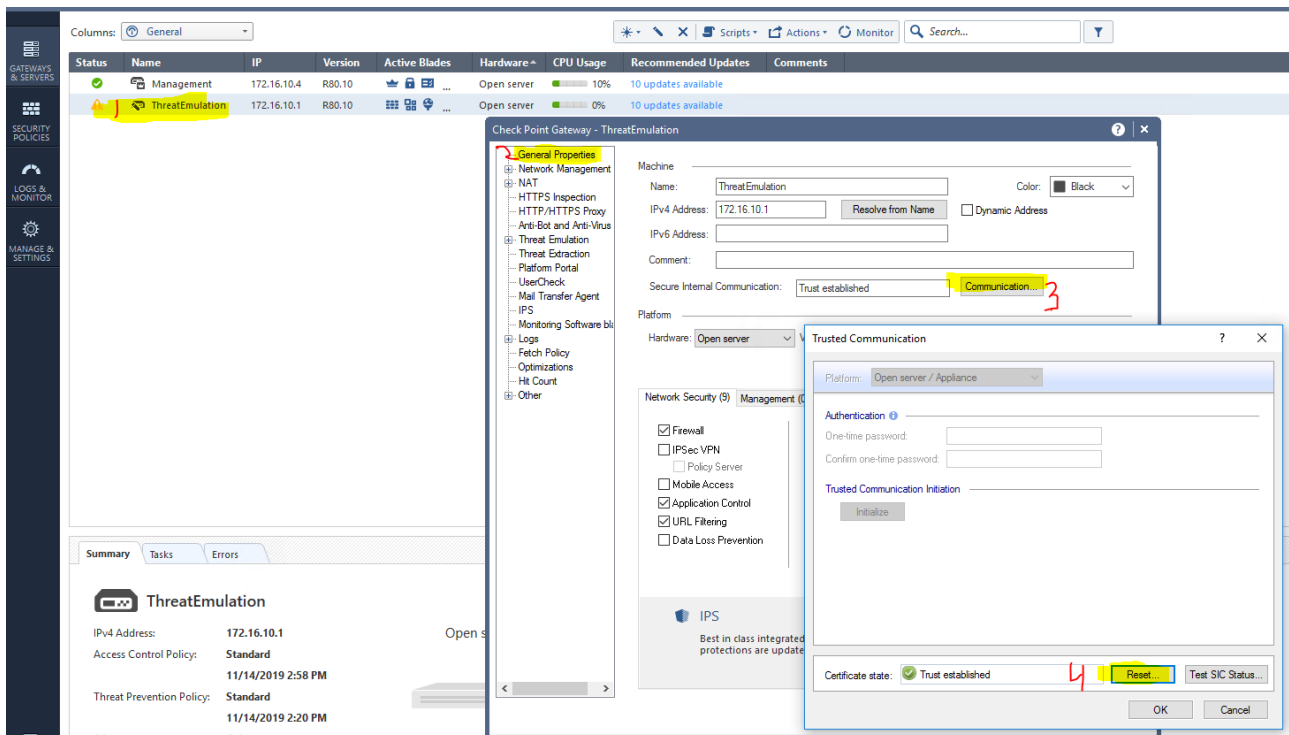 Columns: General
Scripts Actions Monitor Search...
GATEWAYS & SERVERS
SECURITY POLICIES
LOGS & MONITOR
MANAGE & SETTINGS
Status Name IP Version Active Blades Hardware CPU Usage Recommended Updates Comments
Management 172.16.10.4 R80.10 ... Open server 10% 10 updates available
1 ThreatEmulation 172.16.10.1 R80.10 ... Open server 0% 10 updates available
Check Point Gateway - ThreatEmulation
2 General Properties
Network Management
NAT
HTTPS Inspection
HTTP/HTTPS Proxy
Anti-Bot and Anti-Virus
Threat Emulation
Threat Extraction
Platform Portal
UserCheck
Mail Transfer Agent
IPS
Monitoring Software bl
Logs
Fetch Policy
Optimizations
Hit Count
Other
Machine
Name: ThreatEmulation Color: Black
IPv4 Address: 172.16.10.1 Resolve from Name Dynamic Address
IPv6 Address:
Comment:
Secure Internal Communication: Trust established Communication... 3
Platform
Hardware: Open server V
Network Security (9) Management (
Firewall
IPSec VPN
Policy Server
Mobile Access
Application Control
URL Filtering
Data Loss Prevention
IPS
Best in class integrated
protections are update
Trusted Communication ?
Platform: Open server / Appliance
Authentication
One-time password:
Confirm one-time password:
Trusted Communication Initiation
Initialize
Certificate state: Trust established 4 Reset... Test SIC Status...
OK Cancel
Summary Tasks Errors
ThreatEmulation
IPv4 Address: 172.16.10.1 Open s
Access Control Policy: Standard
11/14/2019 2:58 PM
Threat Prevention Policy: Standard
11/14/2019 2:20 PM